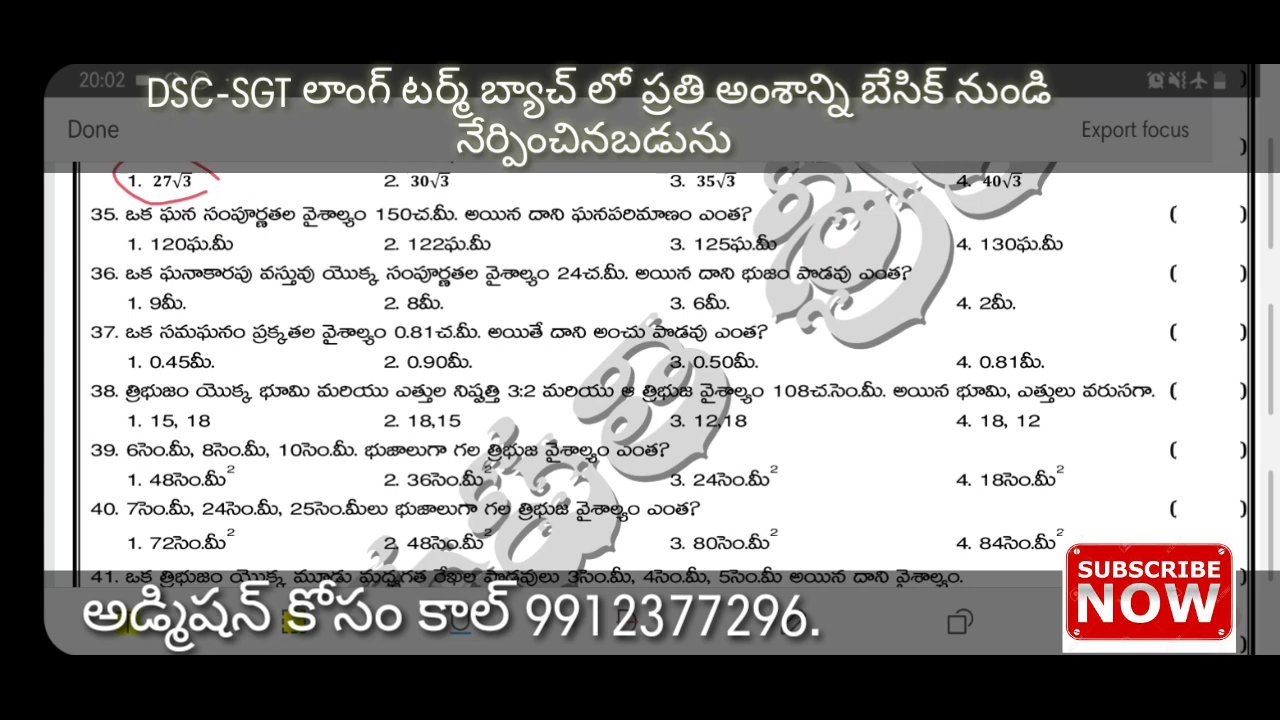 20:02
DSC-SGT లాంగ్ టర్మ్ బ్యాచ్ లో ప్రతి అంశాన్ని బేసిక్ నుండి
నేర్పించినబడును
Done
Export focus
1. 27√3 2. 30√3 3. 35√3 4. 40√3
35. ఒక ఘన సంపూర్ణతల వైశాల్యం 150చ.మీ. అయిన దాని ఘనపరిమాణం ఎంత? ( )
1. 120ఘ.మీ 2. 122ఘ.మీ 3. 125ఘ.మీ 4. 130ఘ.మీ
36. ఒక ఘనాకారపు వస్తువు యొక్క సంపూర్ణతల వైశాల్యం 24చ.మీ. అయిన దాని భుజం పొడవు ఎంత? ( )
1. 9మీ. 2. 8మీ. 3. 6మీ. 4. 2మీ.
37. ఒక సమఘనం ప్రక్కతల వైశాల్యం 0.81చ.మీ. అయితే దాని అంచు పొడవు ఎంత? ( )
1. 0.45మీ. 2. 0.90మీ. 3. 0.50మీ. 4. 0.81మీ.
38. త్రిభుజం యొక్క భూమి మరియు ఎత్తుల నిష్పత్తి 3:2 మరియు ఆ త్రిభుజ వైశాల్యం 108చ.సెం.మీ. అయిన భూమి, ఎత్తులు వరుసగా. ( )
1. 15, 18 2. 18,15 3. 12,18 4. 18, 12
39. 6సెం.మీ, 8సెం.మీ, 10సెం.మీ. భుజాలుగా గల త్రిభుజ వైశాల్యం ఎంత? ( )
1. 48సెం.మీ² 2. 36సెం.మీ² 3. 24సెం.మీ² 4. 18సెం.మీ²
40. 7సెం.మీ, 24సెం.మీ, 25సెం.మీలు భుజాలుగా గల త్రిభుజ వైశాల్యం ఎంత? ( )
1. 72సెం.మీ² 2. 48సెం.మీ² 3. 80సెం.మీ² 4. 84సెం.మీ²
41. ఒక త్రిభుజం యొక్క మూడు మధ్యగత రేఖల పొడవులు 3సెం.మీ, 4సెం.మీ, 5సెం.మీ అయిన దాని వైశాల్యం.
అడ్మిషన్ కోసం కాల్ 9912377296.
SUBSCRIBE
NOW